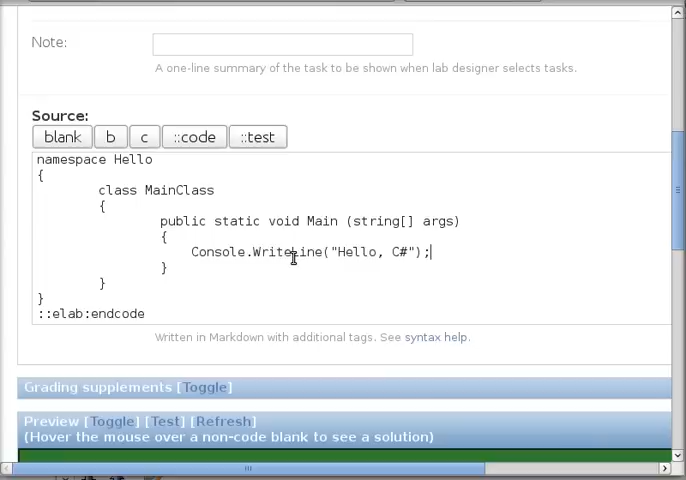 Note:
A one-line summary of the task to be shown when lab designer selects tasks.
Source:
blank b c ::code ::test
namespace Hello
{
class MainClass
{
public static void Main (string[] args)
{
Console.WriteLine("Hello, C#");
}
}
}
::elab:endcode
Written in Markdown with additional tags. See syntax help.
Grading supplements [Toggle]
Preview [Toggle] [Test] [Refresh]
(Hover the mouse over a non-code blank to see a solution)